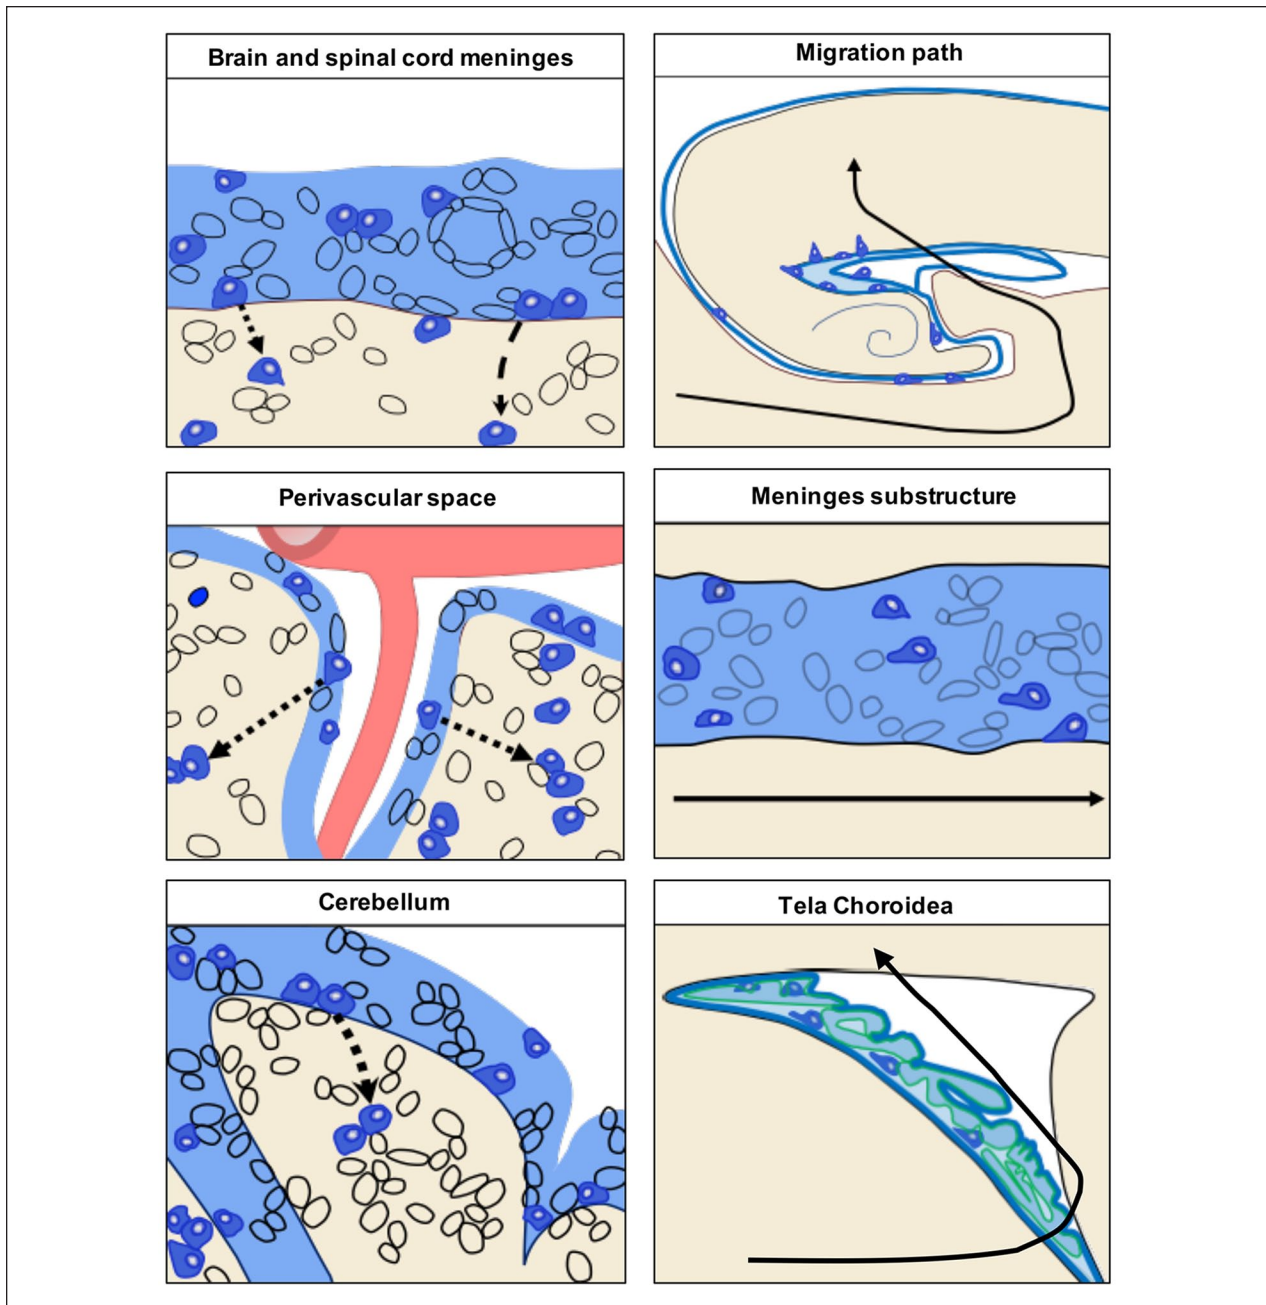 Brain and spinal cord meninges
Migration path
Perivascular space
Meninges substructure
Cerebellum
Tela Choroidea